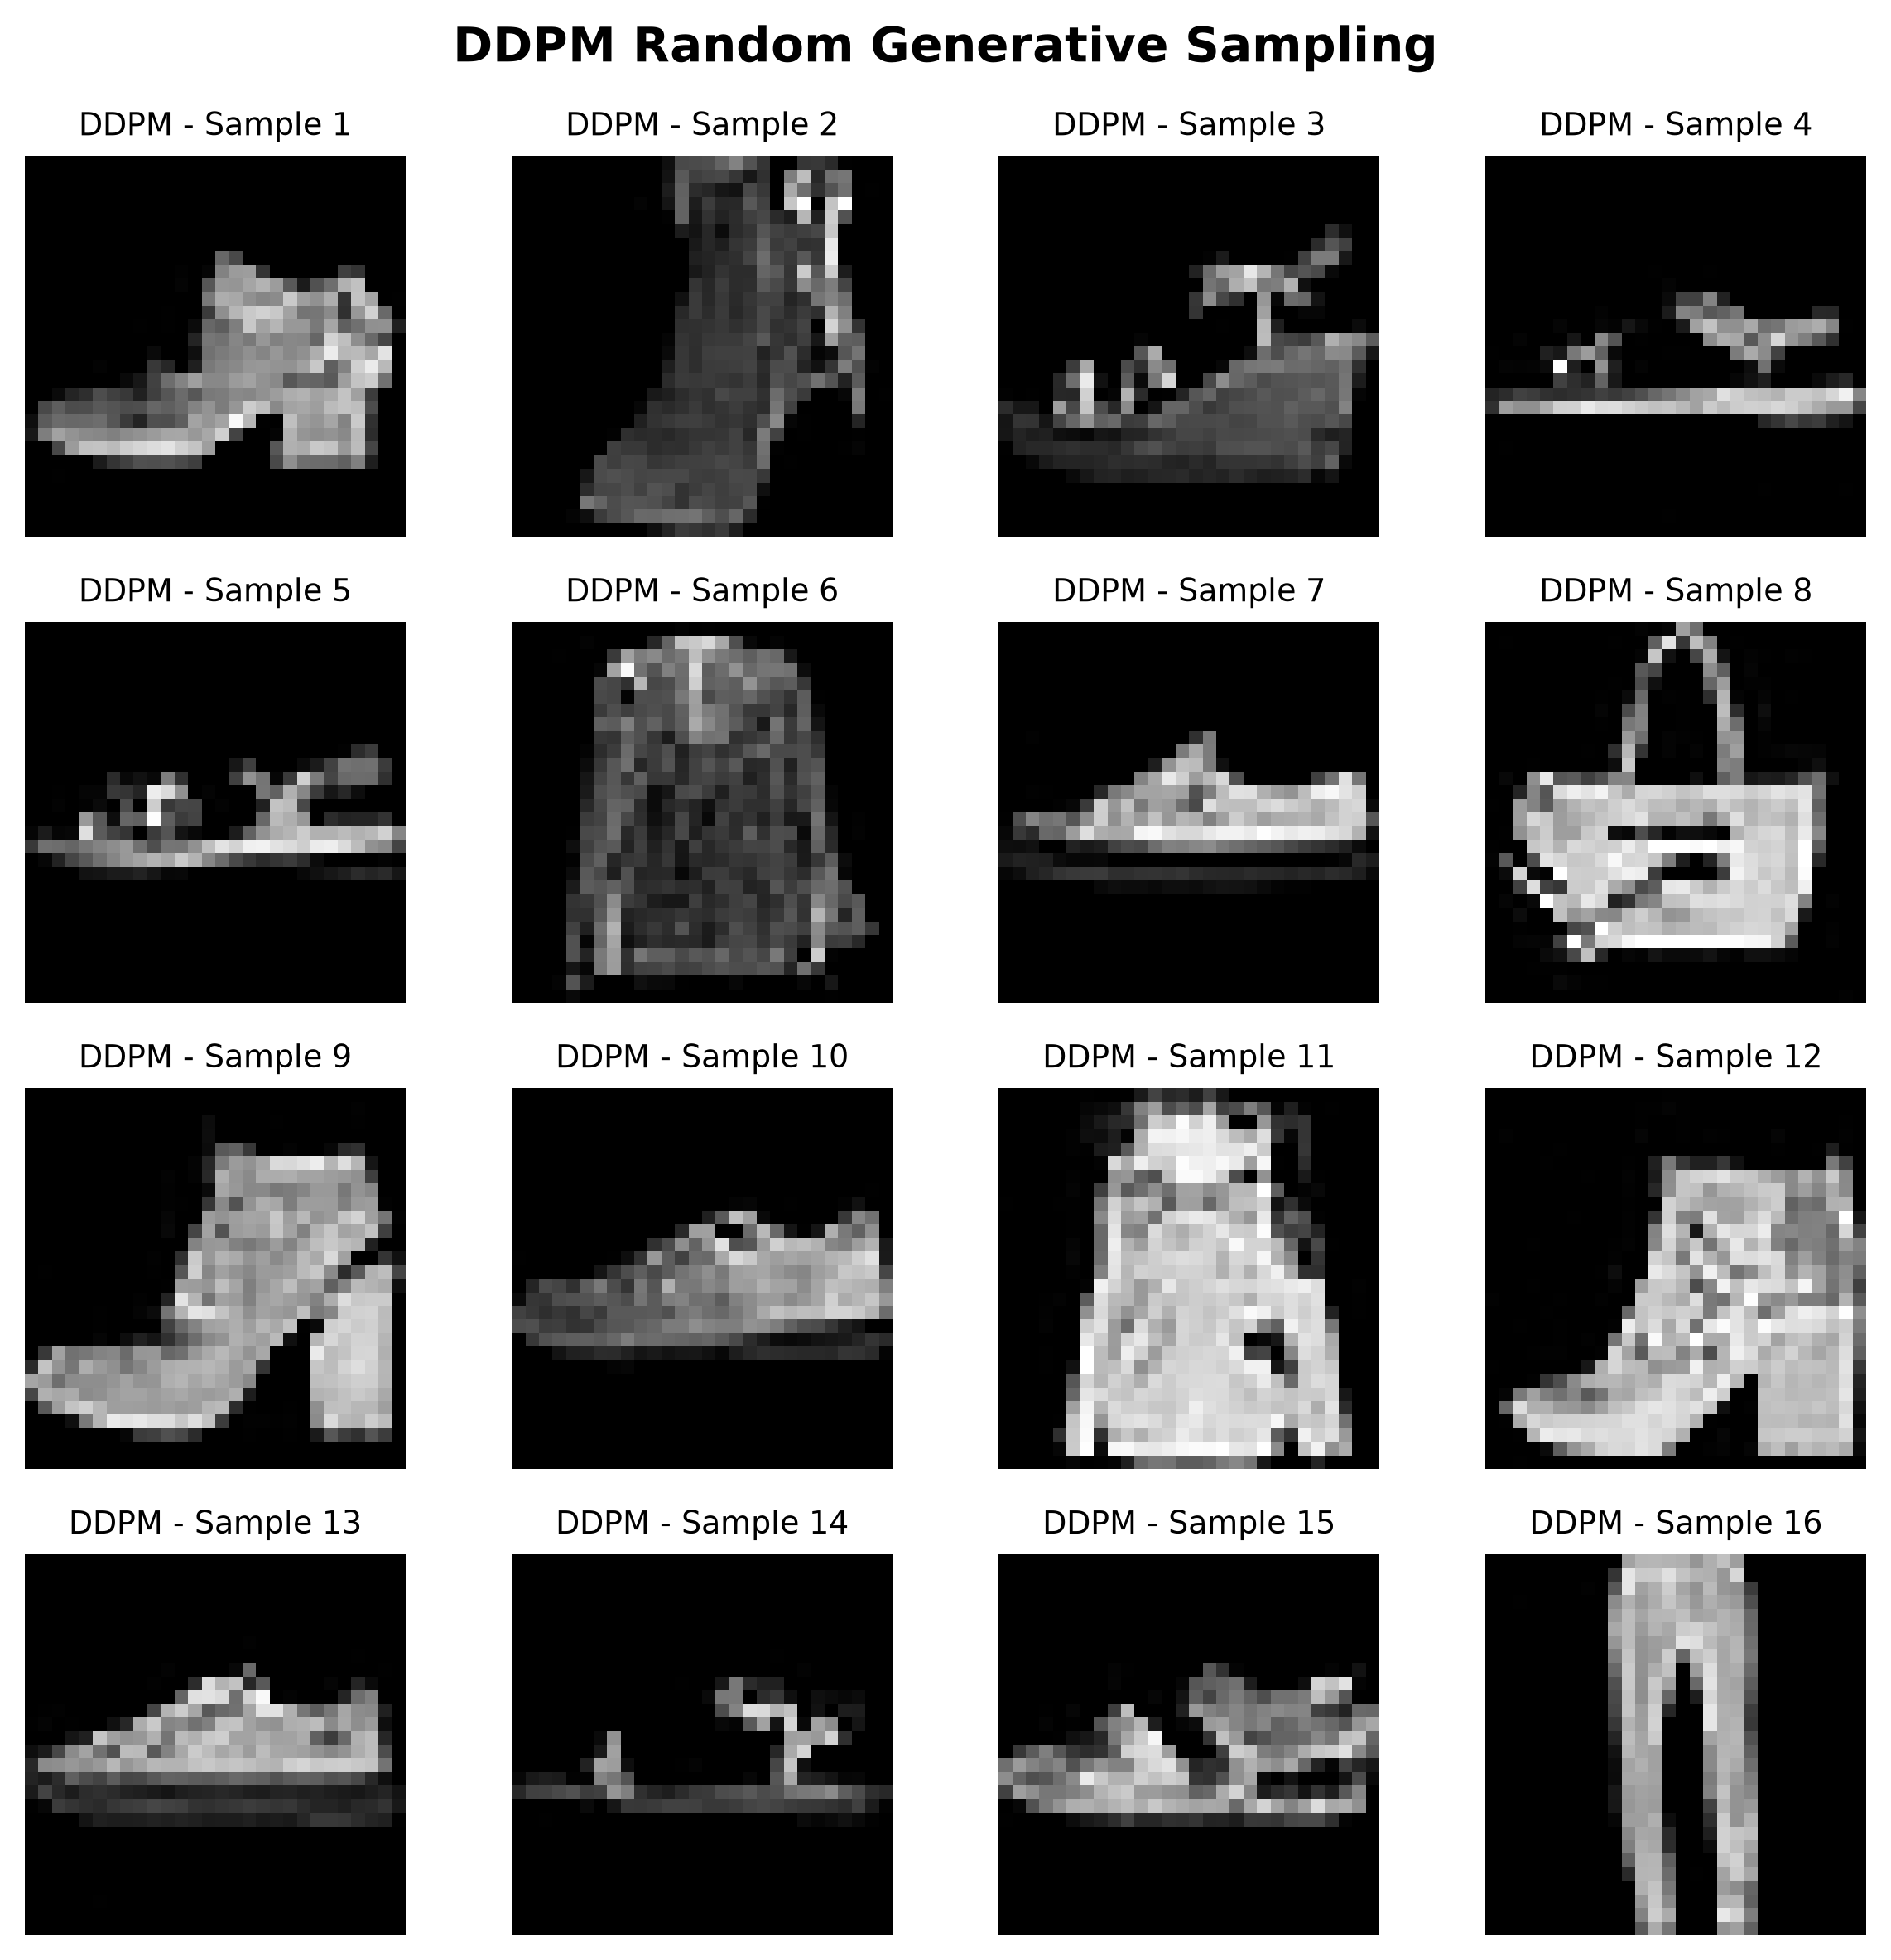 DDPM Random Generative Sampling
DDPM - Sample 1
DDPM - Sample 2
DDPM - Sample 3
DDPM - Sample 4
DDPM - Sample 5
DDPM - Sample 6
DDPM - Sample 7
DDPM - Sample 8
DDPM - Sample 9
DDPM - Sample 10
DDPM - Sample 11
DDPM - Sample 12
DDPM - Sample 13
DDPM - Sample 14
DDPM - Sample 15
DDPM - Sample 16